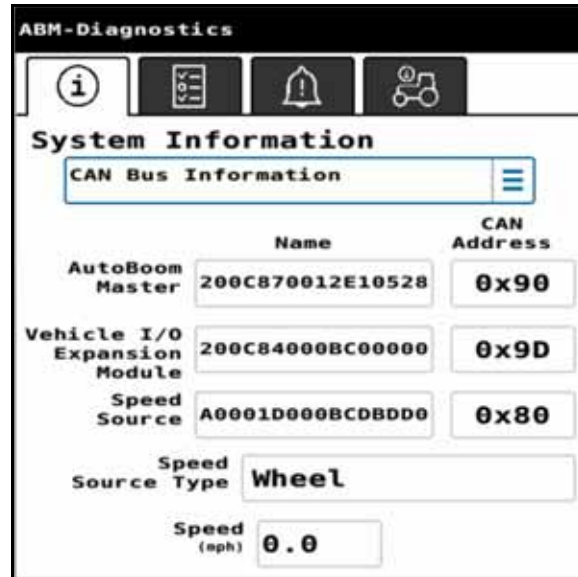 ABM-Diagnostics
System Information
CAN Bus Information
Name
CAN
Address
AutoBoom
Master
200C870012E10528
0x90
Vehicle I/O
Expansion
Module
200C84000BC00000
0x9D
Speed
Source
A0001D000BCDBDD0
0x80
Speed
Source Type
Wheel
Speed
(mph)
0.0